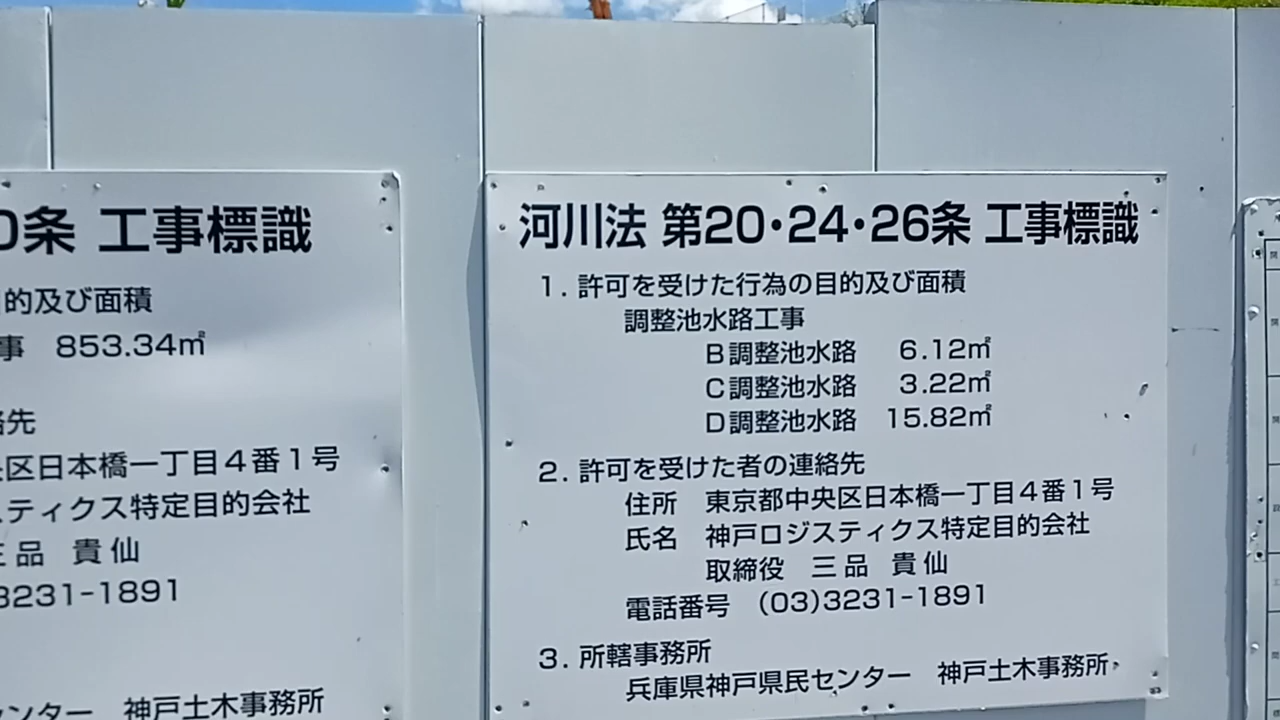 0条 工事標識
的及び面積
事 853.34㎡
絡先
区日本橋一丁目4番1号
ティクス特定目的会社
三品 貴仙
3231-1891
ンター 神戸土木事務所
河川法 第20・24・26条 工事標識
1. 許可を受けた行為の目的及び面積
調整池水路工事
B調整池水路 6.12㎡
C調整池水路 3.22㎡
D調整池水路 15.82㎡
2. 許可を受けた者の連絡先
住所 東京都中央区日本橋一丁目4番1号
氏名 神戸ロジスティクス特定目的会社
取締役 三品 貴仙
電話番号 (03)3231-1891
3. 所轄事務所
兵庫県神戸県民センター 神戸土木事務所